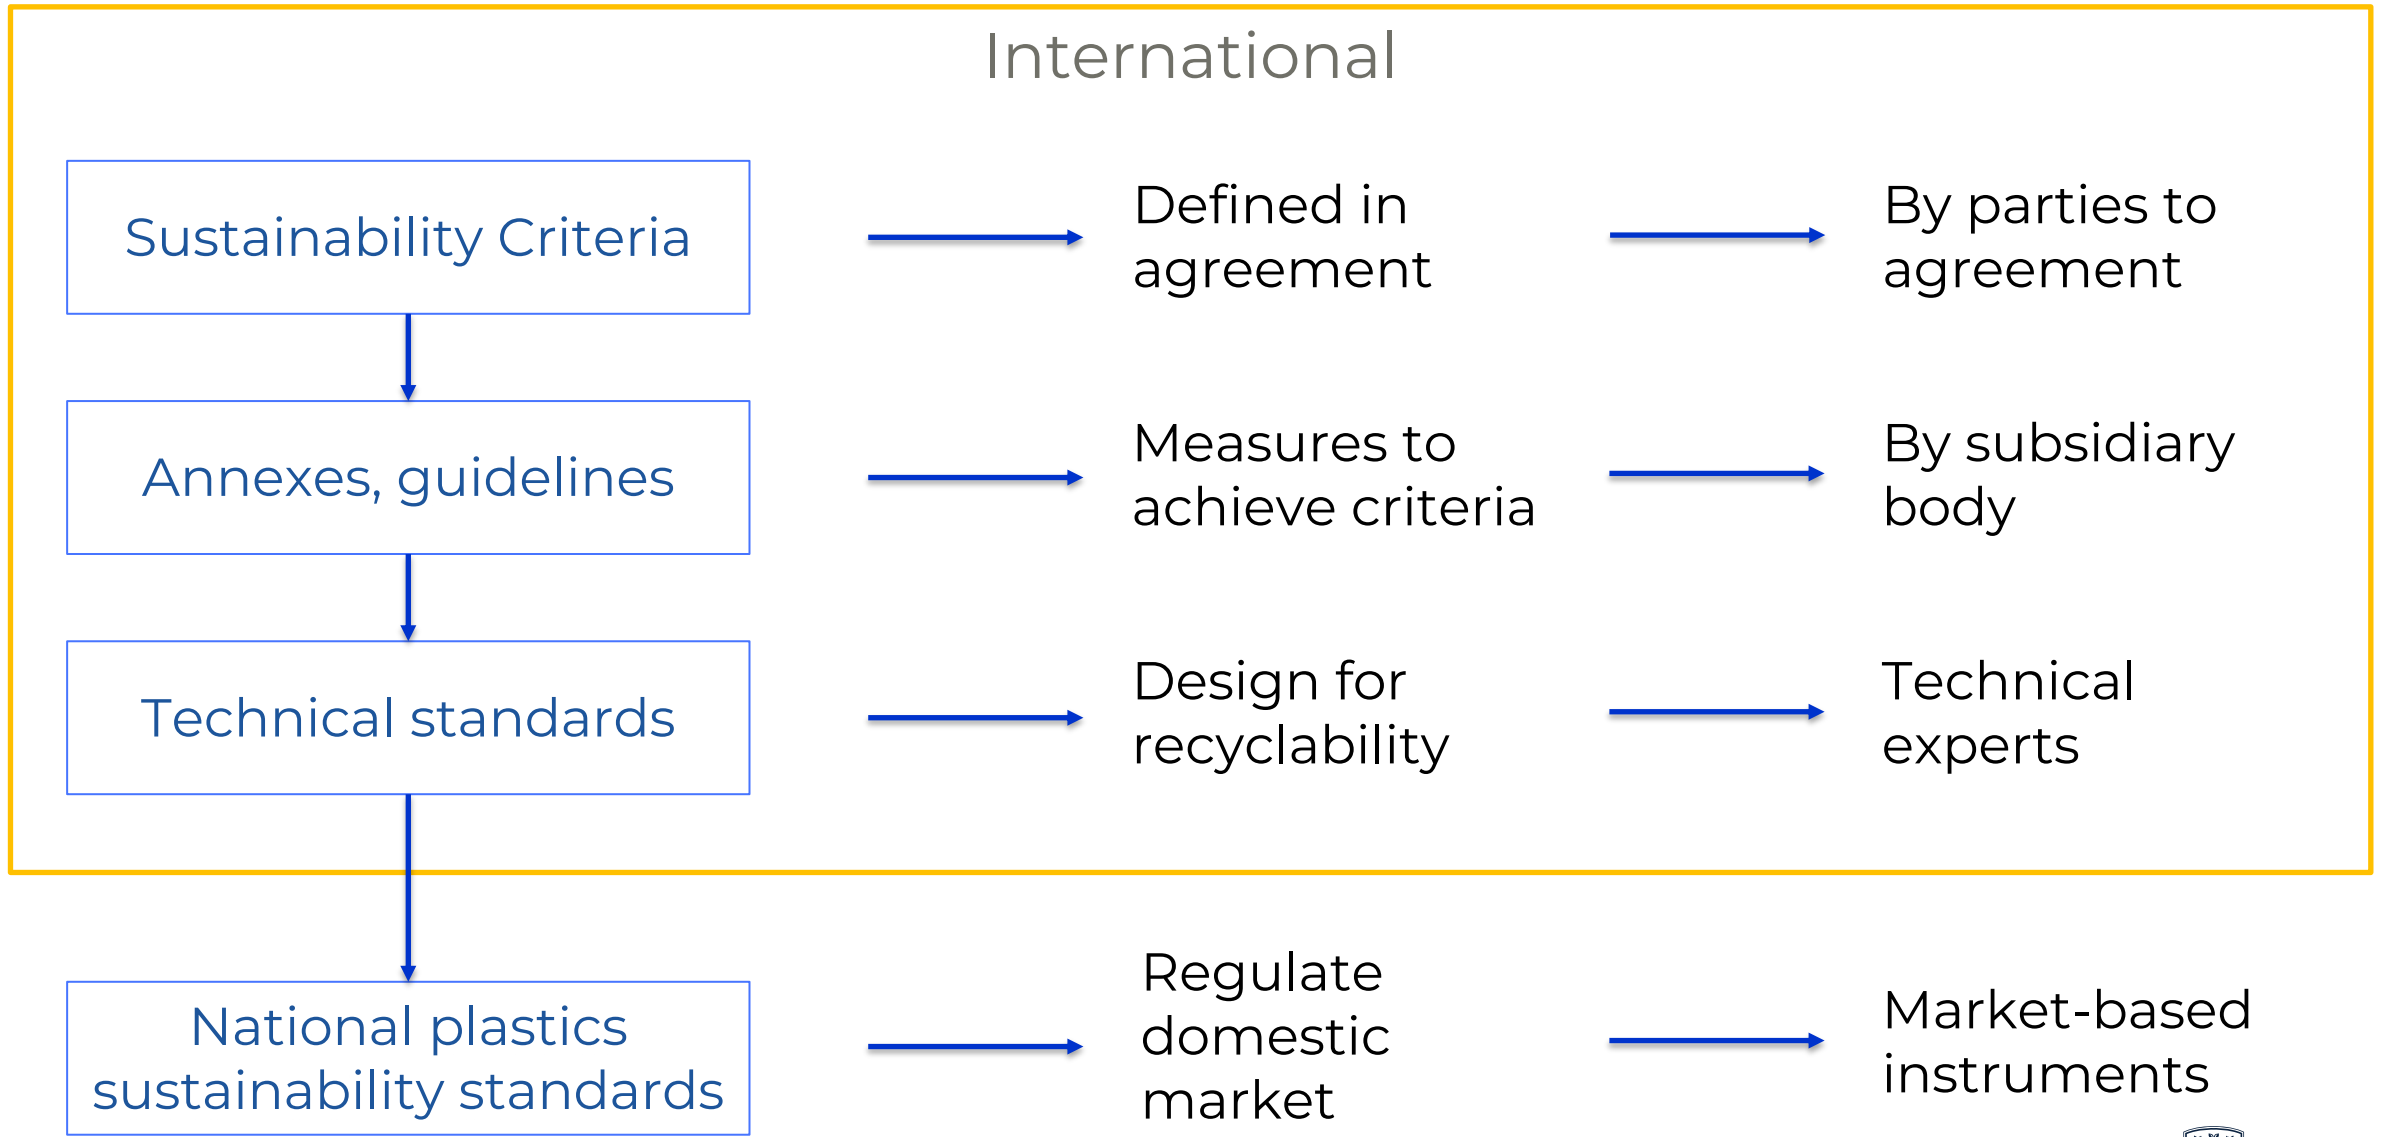 International
Sustainability Criteria
Defined in
agreement
By parties to
agreement
Annexes, guidelines
Measures to
achieve criteria
By subsidiary
body
Technical standards
Design for
recyclability
Technical
experts
National plastics
sustainability standards
Regulate
domestic
market
Market-based
instruments